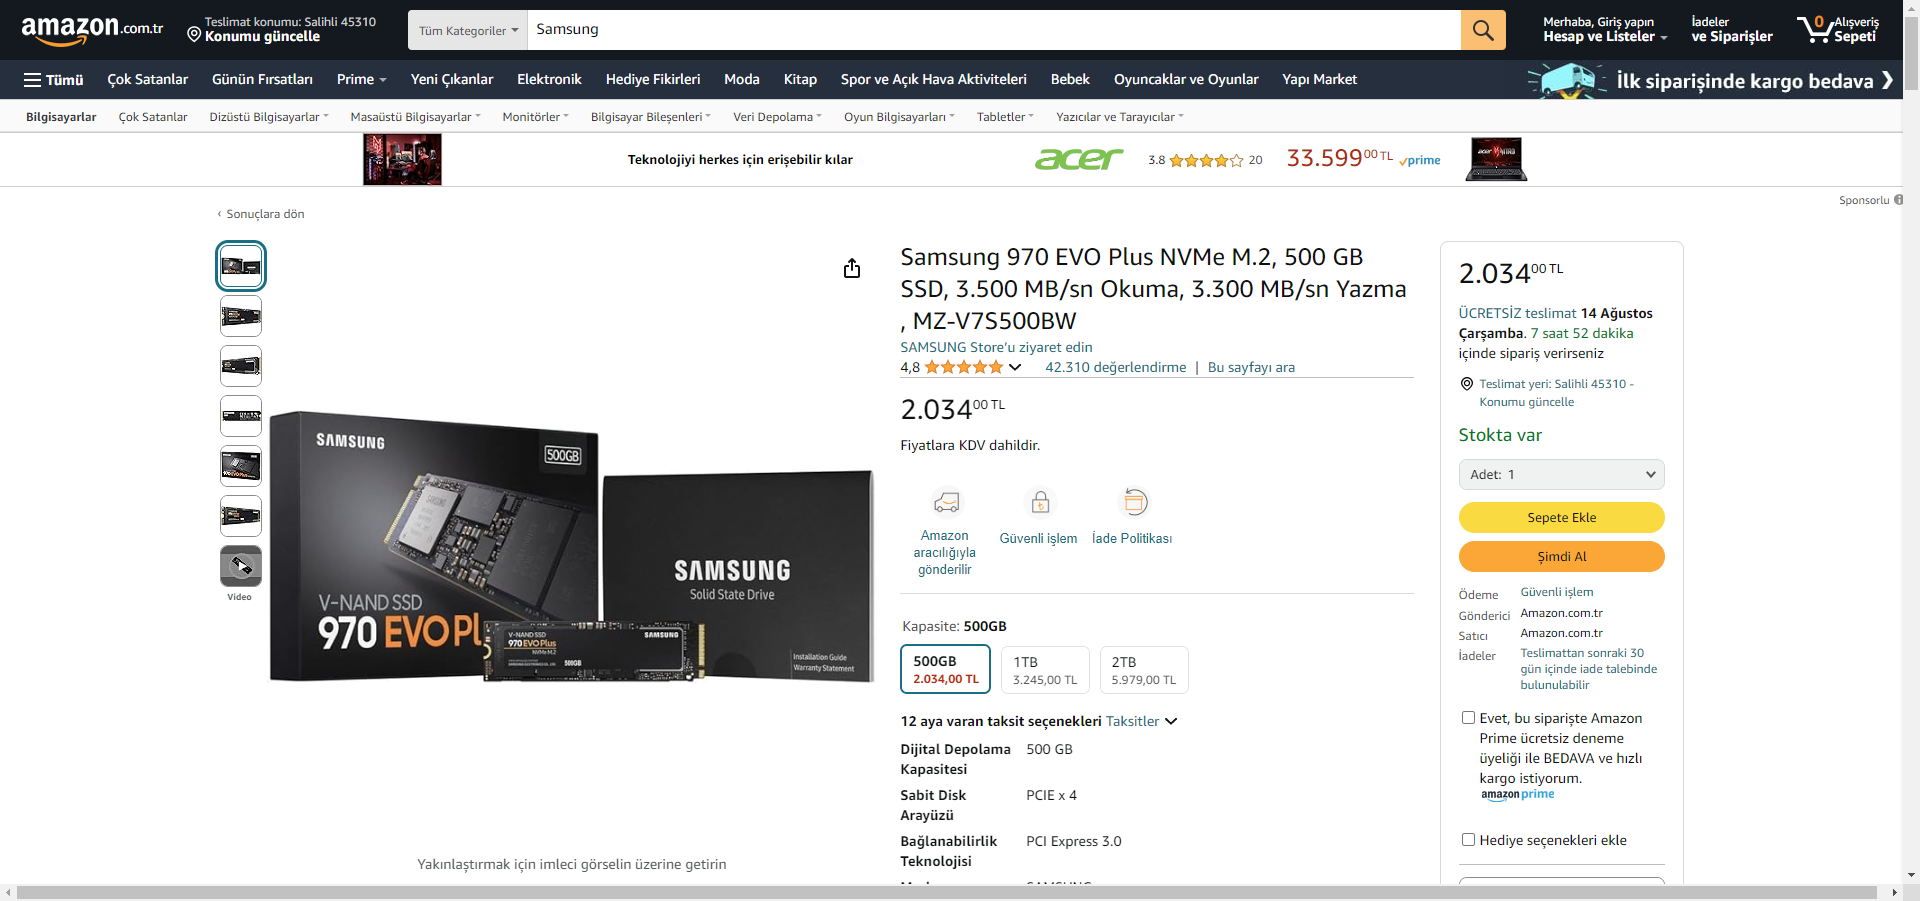 amazon.com.tr
Teslimat konumu: Salihli 45310
Konumu güncelle
Tüm Kategoriler
Samsung
Merhaba, Giriş yapın
Hesap ve Listeler
İadeler
ve Siparişler
0
Alışveriş
Sepeti
Tümü
Çok Satanlar
Günün Fırsatları
Prime
Yeni Çıkanlar
Elektronik
Hediye Fikirleri
Moda
Kitap
Spor ve Açık Hava Aktiviteleri
Bebek
Oyuncaklar ve Oyunlar
Yapı Market
İlk siparişinde kargo bedava
Bilgisayarlar
Çok Satanlar
Dizüstü Bilgisayarlar
Masaüstü Bilgisayarlar
Monitörler
Bilgisayar Bileşenleri
Veri Depolama
Oyun Bilgisayarları
Tabletler
Yazıcılar ve Tarayıcılar
Teknolojiyi herkes için erişebilir kılar
acer
3.8
20
33.59900 TL
prime
Sponsorlu
‹ Sonuçlara dön
Video
SAMSUNG
500GB
V-NAND SSD
970 EVO Pl
SAMSUNG
Solid State Drive
Installation Guide
Warranty Statement
V-NAND SSD
970 EVO Plus
NVMe M.2
500GB
SAMSUNG
Yakınlaştırmak için imleci görselin üzerine getirin
Samsung 970 EVO Plus NVMe M.2, 500 GB
SSD, 3.500 MB/sn Okuma, 3.300 MB/sn Yazma
, MZ-V7S500BW
SAMSUNG Store'u ziyaret edin
4,8
42.310 değerlendirme | Bu sayfayı ara
2.03400 TL
Fiyatlara KDV dahildir.
Amazon
aracılığıyla
gönderilir
Güvenli işlem
İade Politikası
Kapasite: 500GB
500GB
2.034,00 TL
1TB
3.245,00 TL
2TB
5.979,00 TL
12 aya varan taksit seçenekleri Taksitler
Dijital Depolama
Kapasitesi
500 GB
Sabit Disk
Arayüzü
PCIE x 4
Bağlanabilirlik
Teknolojisi
PCI Express 3.0
2.03400 TL
ÜCRETSİZ teslimat 14 Ağustos
Çarşamba. 7 saat 52 dakika
içinde sipariş verirseniz
Teslimat yeri: Salihli 45310 -
Konumu güncelle
Stokta var
Adet: 1
Sepete Ekle
Şimdi Al
Ödeme
Güvenli işlem
Gönderici
Amazon.com.tr
Satıcı
Amazon.com.tr
İadeler
Teslimattan sonraki 30
gün içinde iade talebinde
bulunulabilir
Evet, bu siparişte Amazon
Prime ücretsiz deneme
üyeliği ile BEDAVA ve hızlı
kargo istiyorum.
amazon prime
Hediye seçenekleri ekle